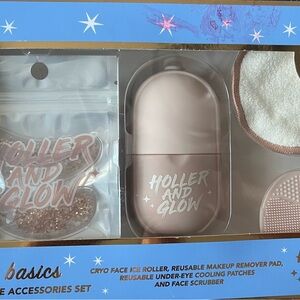 HOLLER
AND
GLOW
HOLLER
AND
GLOW
basics
CRYO FACE ICE ROLLER, REUSABLE MAKEUP REMOVER PAD,
REUSABLE UNDER-EYE COOLING PATCHES
AND FACE SCRUBBER
ACCESSORIES SET